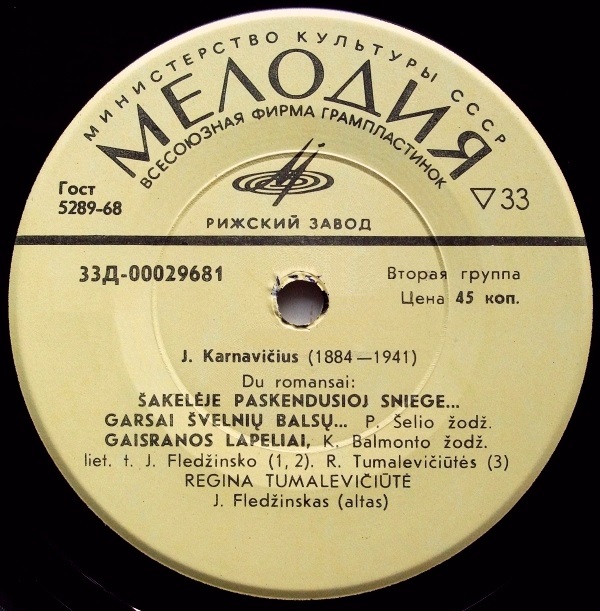 МИНИСТЕРСТВО КУЛЬТУРЫ СССР
МЕЛОДИЯ
ВСЕСОЮЗНАЯ ФИРМА ГРАМПЛАСТИНОК
Гост
5289-68
▽33
РИЖСКИЙ ЗАВОД
33Д-00029681
Вторая группа
Цена 45 коп.
J. Karnavičius (1884—1941)
Du romansai:
ŠAKELĖJE PASKENDUSIOJ SNIEGE...
GARSAI ŠVELNIŲ BALSŲ... P. Šelio žodž.
GAISRANOS LAPELIAI, K. Balmonto žodž.
liet. t. J. Fledžinsko (1, 2). R. Tumalevičiūtės (3)
REGINA TUMALEVIČIŪTĖ
J. Fledžinskas (altas)